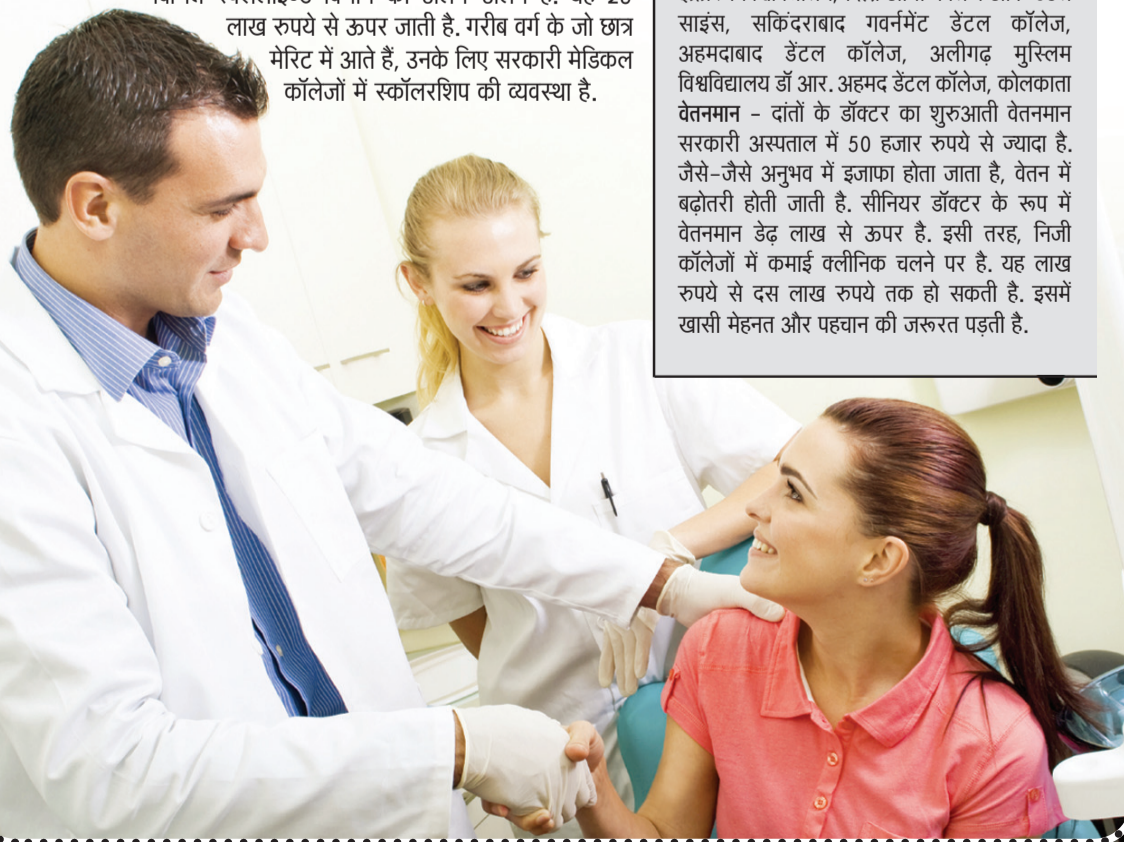 लाख रुपये से ऊपर जाती है. गरीब वर्ग के जो छात्र
मेरिट में आते हैं, उनके लिए सरकारी मेडिकल
कॉलेजों में स्कॉलरशिप की व्यवस्था है.
साइंस, सकिंदराबाद गवर्नमेंट डेंटल कॉलेज,
अहमदाबाद डेंटल कॉलेज, अलीगढ़ मुस्लिम
विश्वविद्यालय डॉ आर. अहमद डेंटल कॉलेज, कोलकाता
वेतनमान – दांतों के डॉक्टर का शुरुआती वेतनमान
सरकारी अस्पताल में 50 हजार रुपये से ज्यादा है.
जैसे–जैसे अनुभव में इजाफा होता जाता है, वेतन में
बढ़ोतरी होती जाती है. सीनियर डॉक्टर के रूप में
वेतनमान डेढ़ लाख से ऊपर है. इसी तरह, निजी
कॉलेजों में कमाई क्लीनिक चलने पर है. यह लाख
रुपये से दस लाख रुपये तक हो सकती है. इसमें
खासी मेहनत और पहचान की जरूरत पड़ती है.